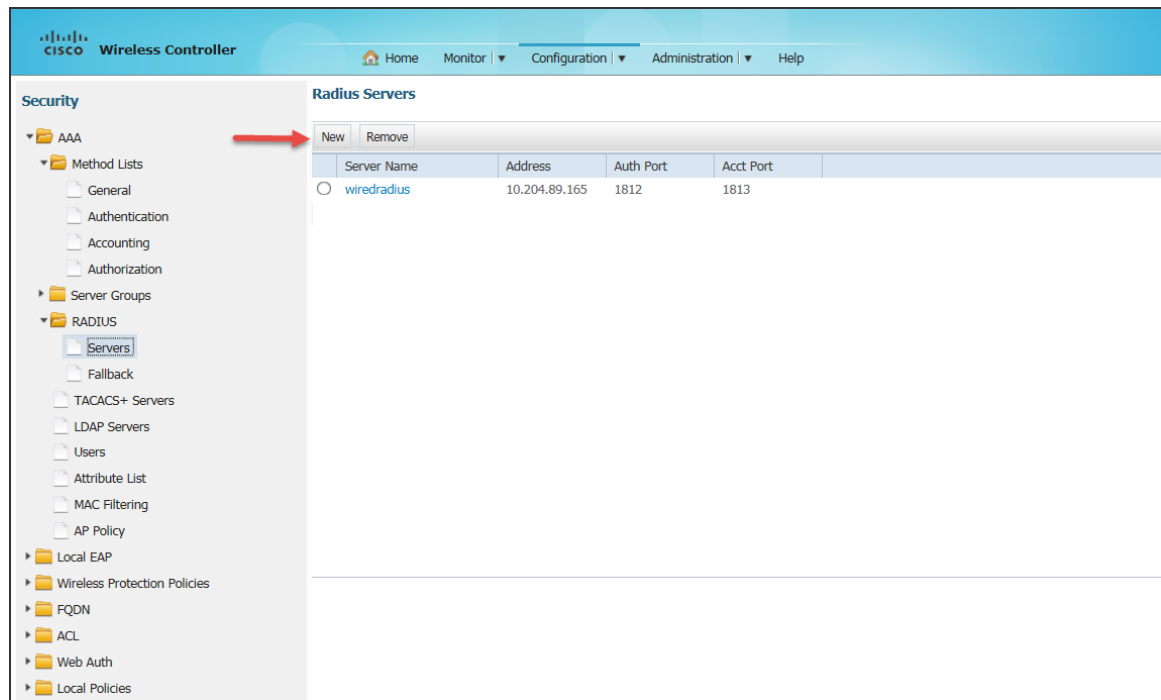 CISCO Wireless Controller
Home Monitor Configuration Administration Help
Security
AAA
Method Lists
General
Authentication
Accounting
Authorization
Server Groups
RADIUS
Servers
Fallback
TACACS+ Servers
LDAP Servers
Users
Attribute List
MAC Filtering
AP Policy
Local EAP
Wireless Protection Policies
FQDN
ACL
Web Auth
Local Policies
Radius Servers
New Remove
Server Name Address Auth Port Acct Port
wiredradius 10.204.89.165 1812 1813